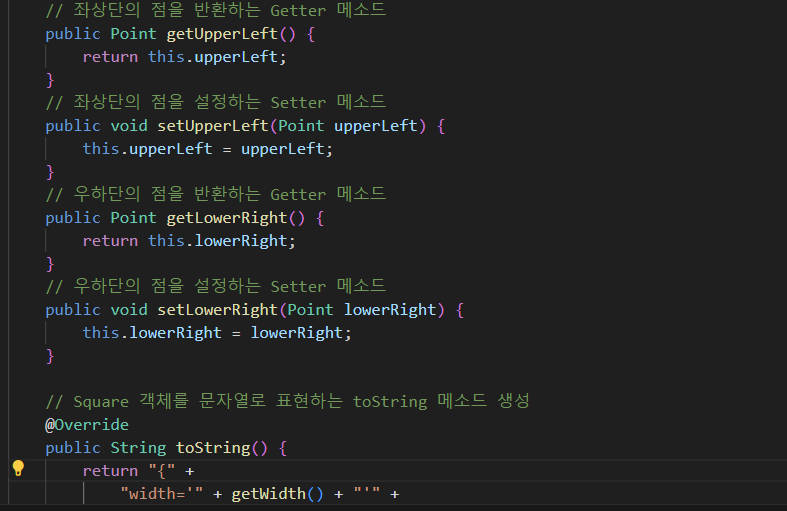 // 좌상단의 점을 반환하는 Getter 메소드
public Point getUpperLeft() {
return this.upperLeft;
}
// 좌상단의 점을 설정하는 Setter 메소드
public void setUpperLeft(Point upperLeft) {
this.upperLeft = upperLeft;
}
// 우하단의 점을 반환하는 Getter 메소드
public Point getLowerRight() {
return this.lowerRight;
}
// 우하단의 점을 설정하는 Setter 메소드
public void setLowerRight(Point lowerRight) {
this.lowerRight = lowerRight;
}
// Square 객체를 문자열로 표현하는 toString 메소드 생성
@Override
public String toString() {
return "{" +
"width='" + getWidth() + "'" +